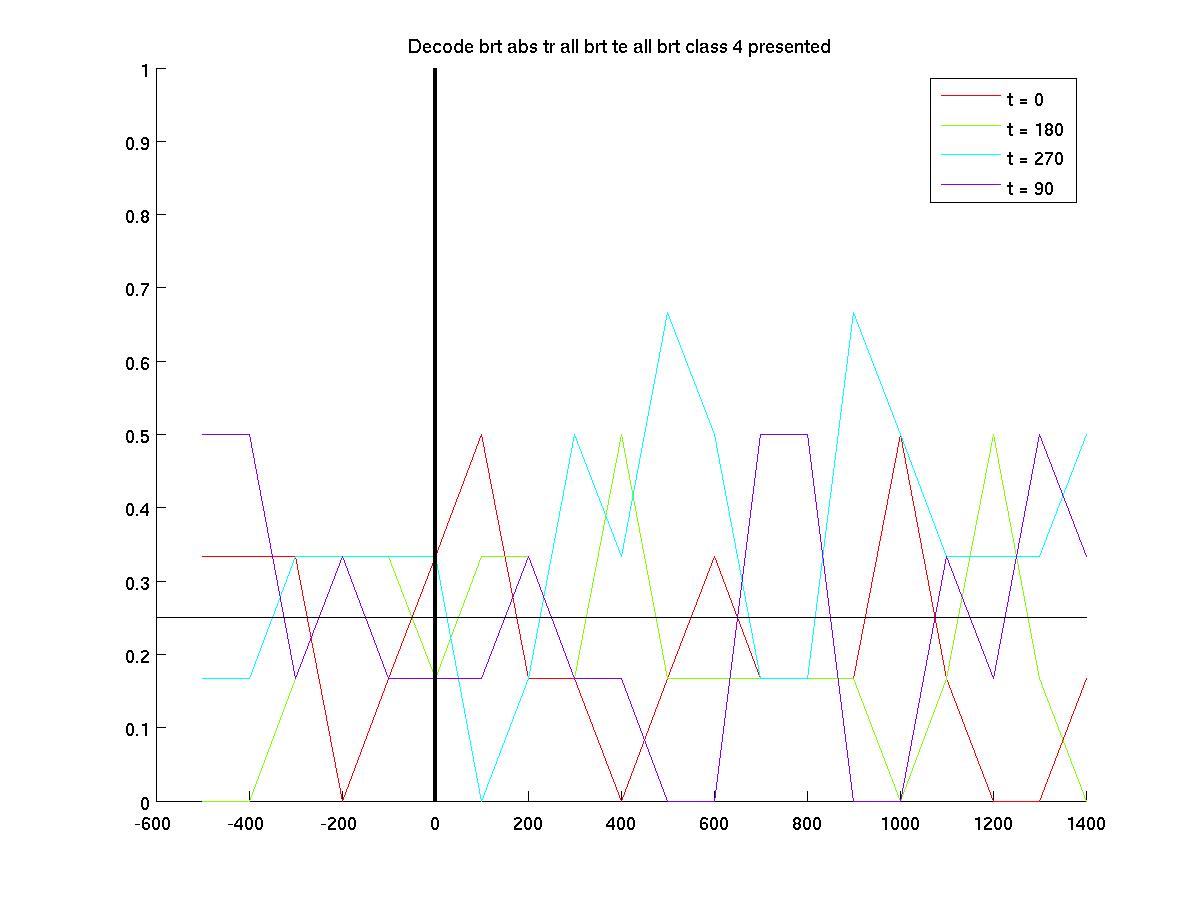 Decode brt abs tr all brt te all brt class 4 presented
1
0.9
0.8
0.7
0.6
0.5
0.4
0.3
0.2
0.1
0
-600 -400 -200 0 200 400 600 800 1000 1200 1400
t = 0
t = 180
t = 270
t = 90